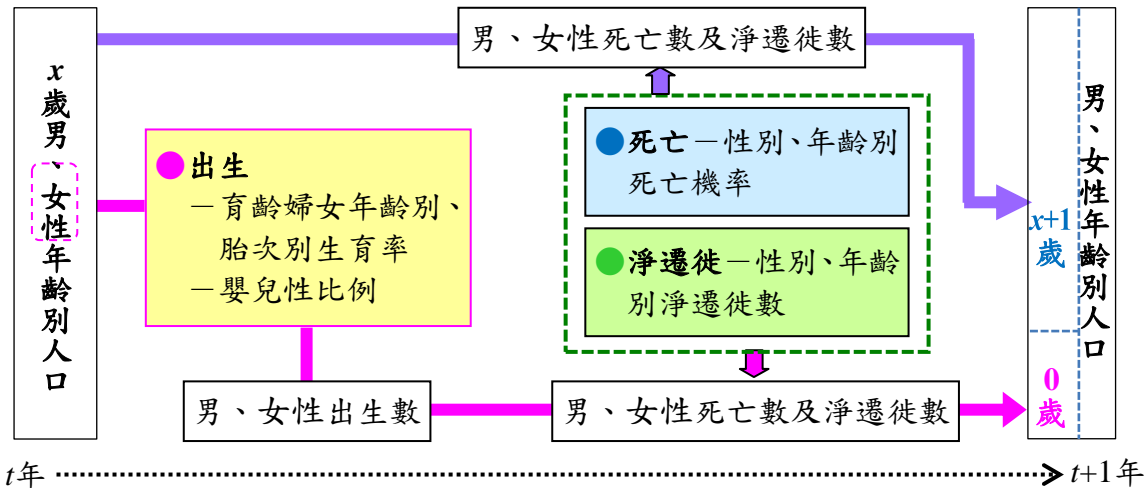 x歲男、女性年齡別人口
男、女性死亡數及淨遷徙數
出生
－育齡婦女年齡別、
胎次別生育率
－嬰兒性比例
死亡－性別、年齡別
死亡機率
淨遷徙－性別、年齡
別淨遷徙數
男、女性出生數
男、女性死亡數及淨遷徙數
x+1
歲
0
歲
男、女性年齡別人口
t年
t+1年